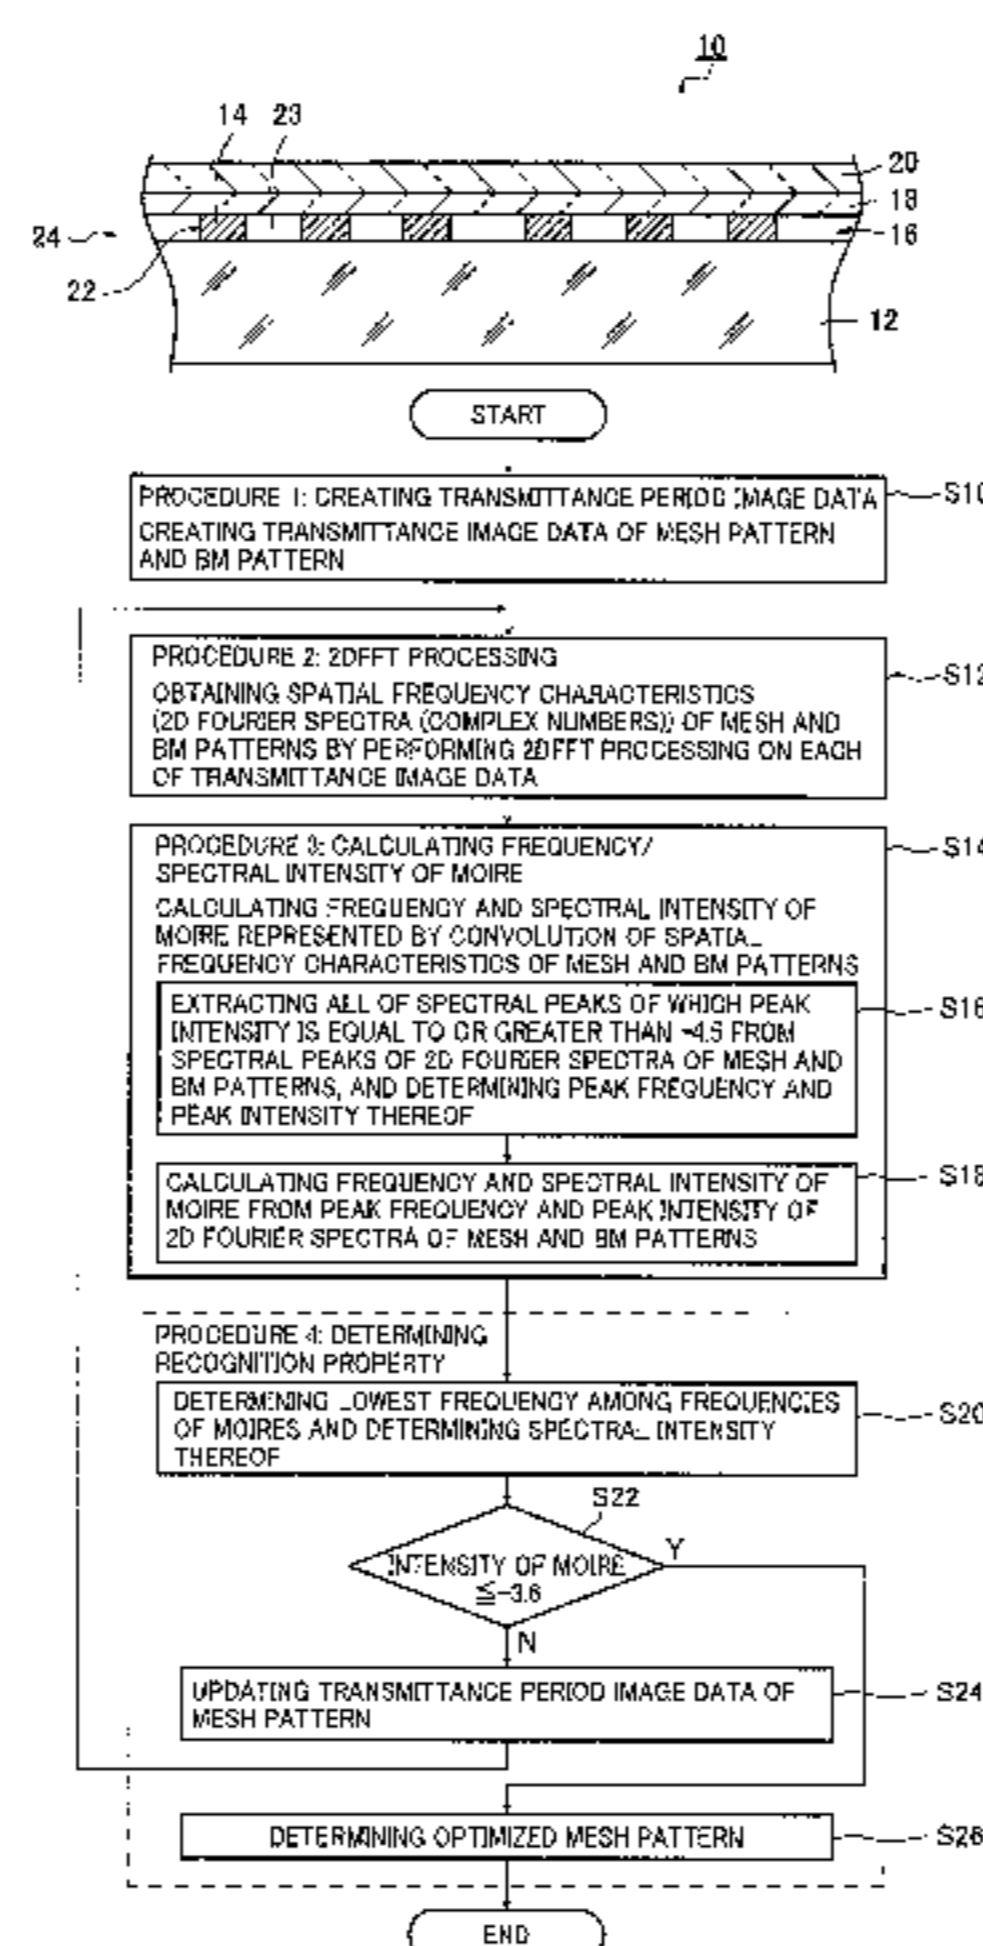 10
14 23
20
18
24
16
22
12
START
PROCEDURE 1: CREATING TRANSMITTANCE PERIOD IMAGE DATA
S10
CREATING TRANSMITTANCE IMAGE DATA OF MESH PATTERN
AND BM PATTERN
PROCEDURE 2: 2DFFT PROCESSING
S12
OBTAINING SPATIAL FREQUENCY CHARACTERISTICS
(2D FOURIER SPECTRA (COMPLEX NUMBERS)) OF MESH AND
BM PATTERNS BY PERFORMING 2DFFT PROCESSING ON EACH
OF TRANSMITTANCE IMAGE DATA
PROCEDURE 3: CALCULATING FREQUENCY/
S14
SPECTRAL INTENSITY OF MOIRE
CALCULATING FREQUENCY AND SPECTRAL INTENSITY OF
MOIRE REPRESENTED BY CONVOLUTION OF SPATIAL
FREQUENCY CHARACTERISTICS OF MESH AND BM PATTERNS
EXTRACTING ALL OF SPECTRAL PEAKS OF WHICH PEAK
S16
INTENSITY IS EQUAL TO OR GREATER THAN -4.5 FROM
SPECTRAL PEAKS OF 2D FOURIER SPECTRA OF MESH AND
BM PATTERNS, AND DETERMINING PEAK FREQUENCY AND
PEAK INTENSITY THEREOF
CALCULATING FREQUENCY AND SPECTRAL INTENSITY OF
S18
MOIRE FROM PEAK FREQUENCY AND PEAK INTENSITY OF
2D FOURIER SPECTRA OF MESH AND BM PATTERNS
PROCEDURE 4: DETERMINING
RECOGNITION PROPERTY
DETERMINING LOWEST FREQUENCY AMONG FREQUENCIES
S20
OF MOIRES AND DETERMINING SPECTRAL INTENSITY
THEREOF
S22
INTENSITY OF MOIRE
≦-3.6
Y
N
UPDATING TRANSMITTANCE PERIOD IMAGE DATA OF
S24
MESH PATTERN
DETERMINING OPTIMIZED MESH PATTERN
S26
END